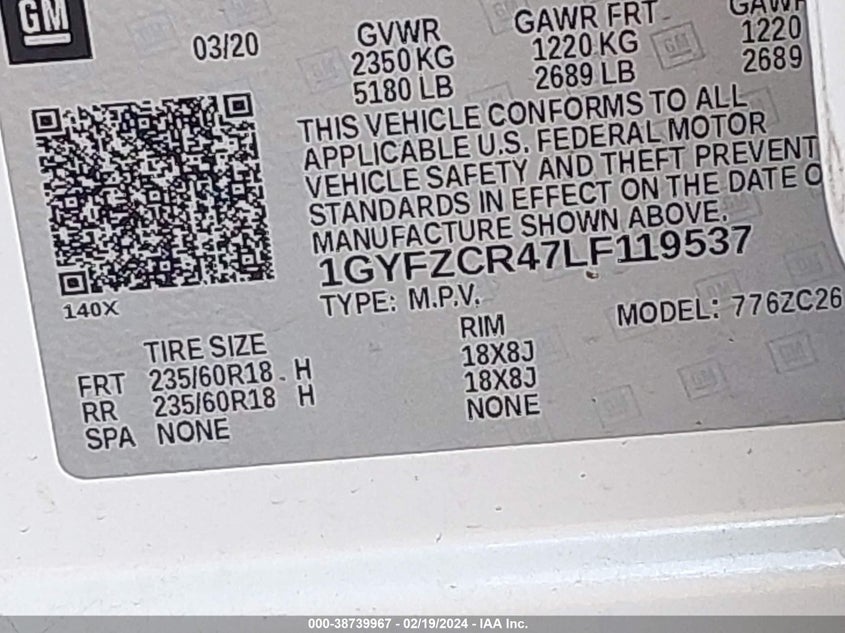 GM
03/20
GVWR GAWR FRT GAWR
2350 KG 1220 KG 1220
5180 LB 2689 LB 2689
THIS VEHICLE CONFORMS TO ALL
APPLICABLE U.S. FEDERAL MOTOR
VEHICLE SAFETY AND THEFT PREVENT
STANDARDS IN EFFECT ON THE DATE O
MANUFACTURE SHOWN ABOVE.
1GYFZCR47LF119537
140X
TYPE: M.P.V. MODEL: 776ZC26
TIRE SIZE RIM
FRT 235/60R18 H 18X8J
RR 235/60R18 H 18X8J
SPA NONE NONE
000-38739967 - 02/19/2024 - IAA Inc.